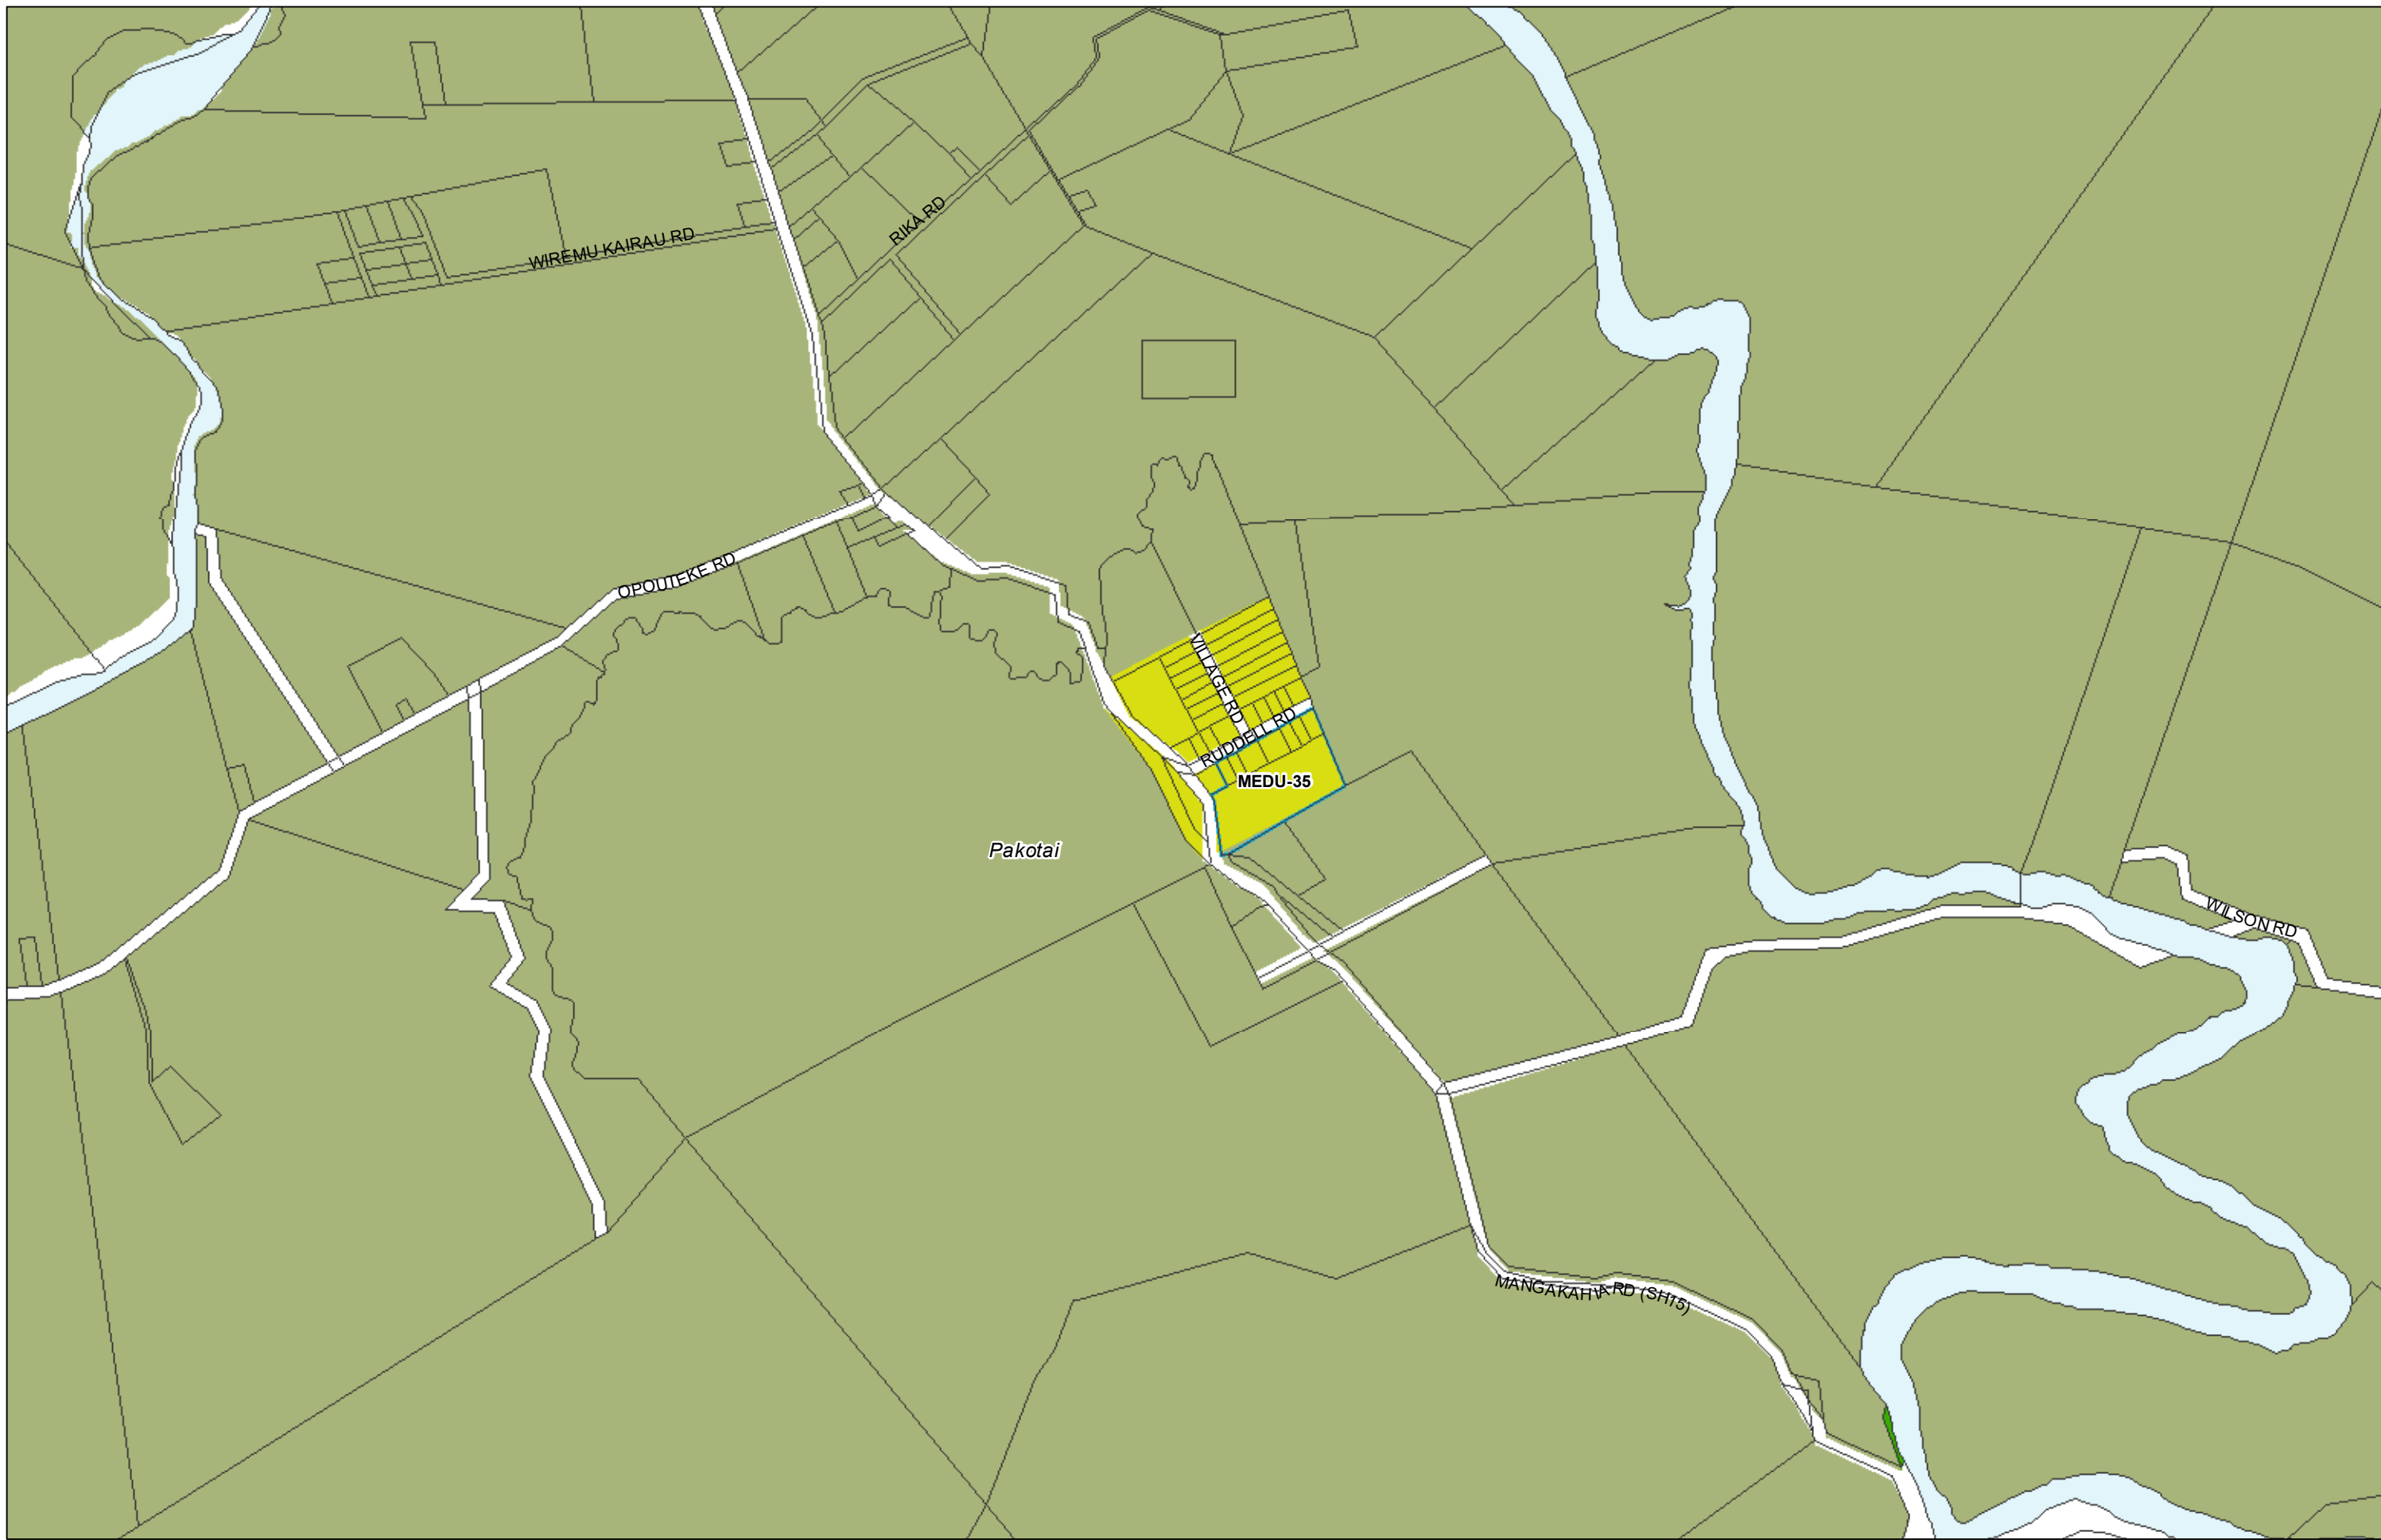 RIKA RD
WIREMU KAIRAU RD
OPOUTEKE RD
VILLAGE RD
RUDDELL RD
MEDU-35
Pakotai
WILSON RD
MANGAKAHIA RD (SH15)